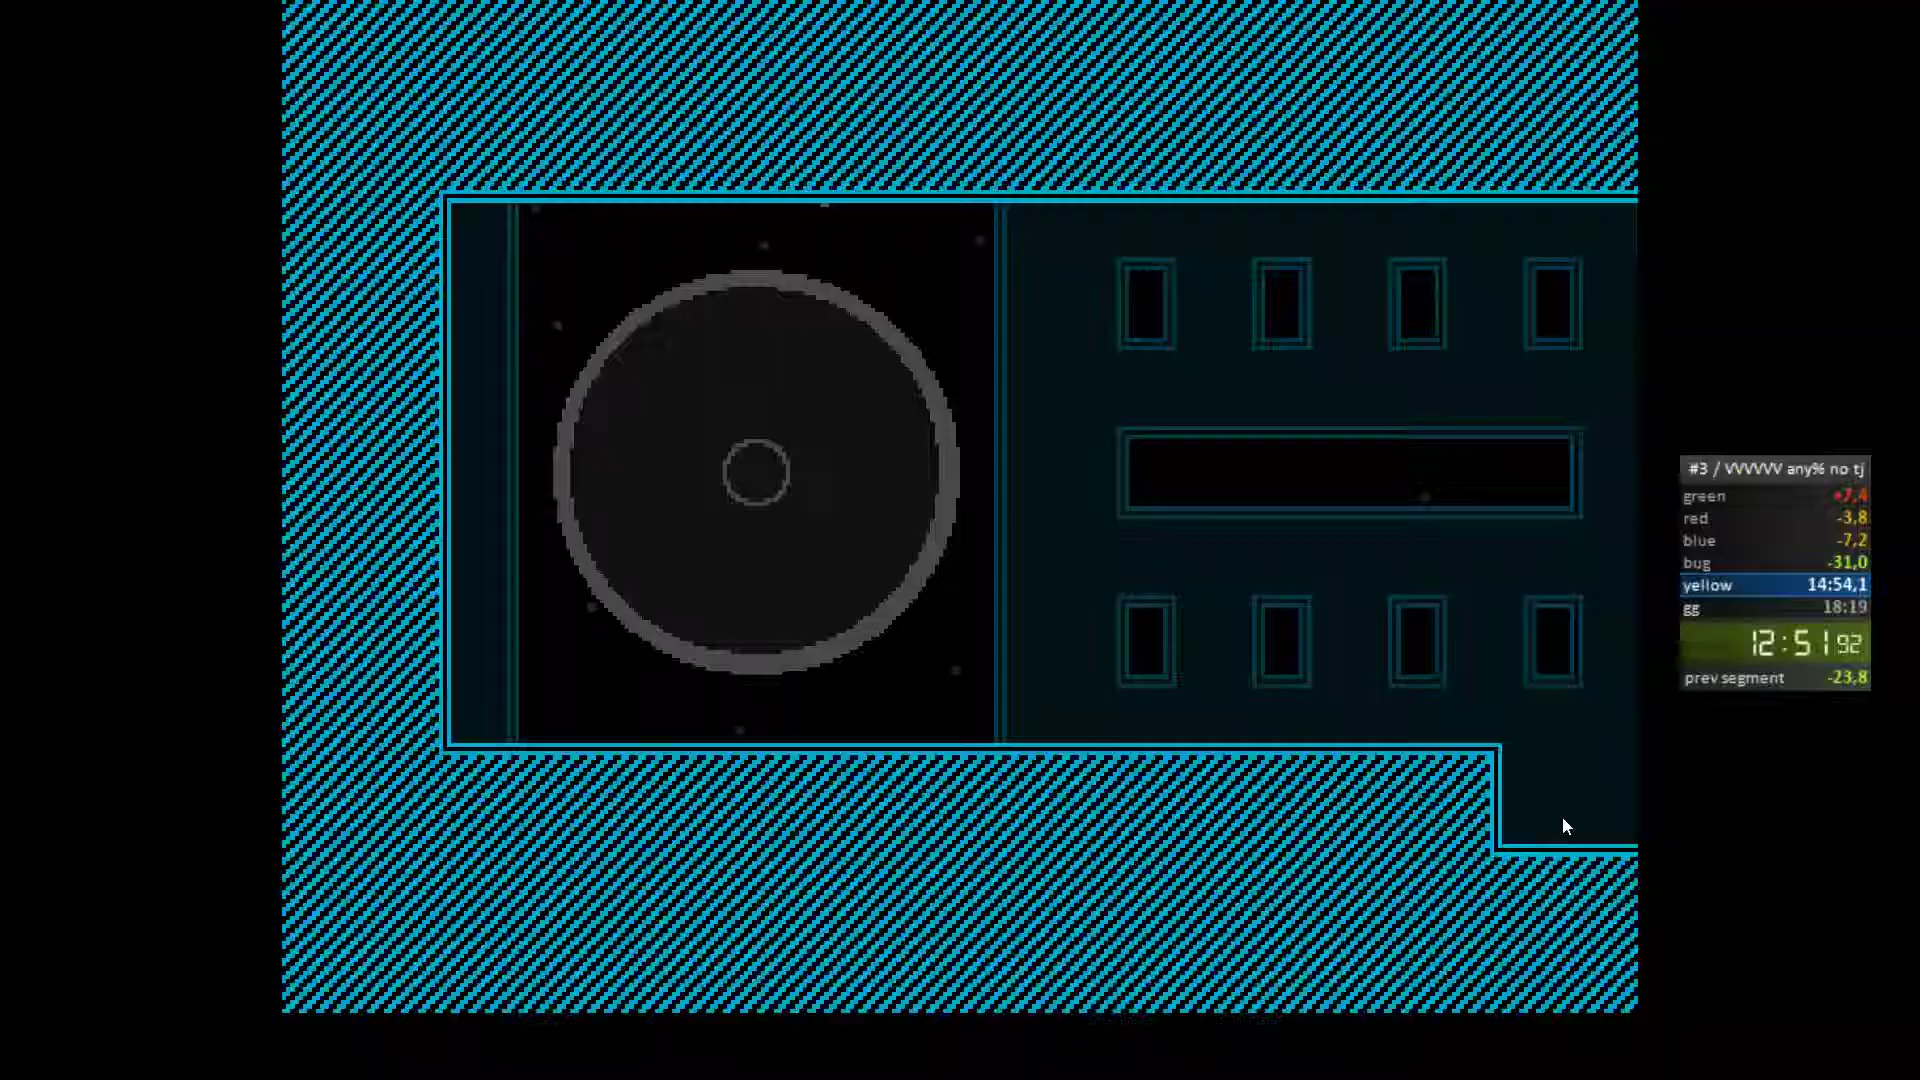 #3 / VVVVVV any% no tj
green +7,4
red -3,8
blue -7,2
bug -31,0
yellow 14:54,1
gg 18:19
12:51 92
prev segment -23,8